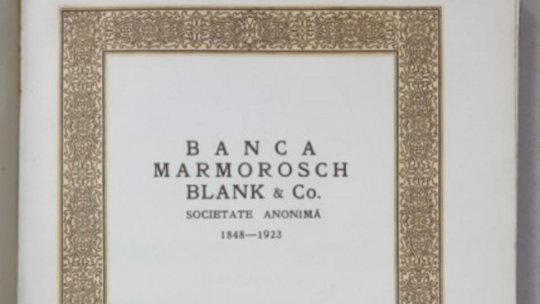 BANCA
MARMOROSCH
BLANK & Co.
SOCIETATE ANONIMĂ
1848—1923